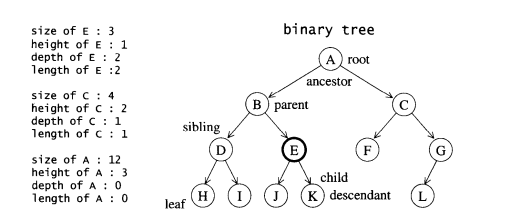 size of E : 3
height of E : 1
depth of E : 2
length of E :2
size of C : 4
height of C : 2
depth of C : 1
length of C : 1
size of A : 12
height of A : 3
depth of A : 0
length of A : 0
binary tree
A root
ancestor
B parent
C
sibling
D
E
F
G
child
H
I
J
K descendant
L
leaf